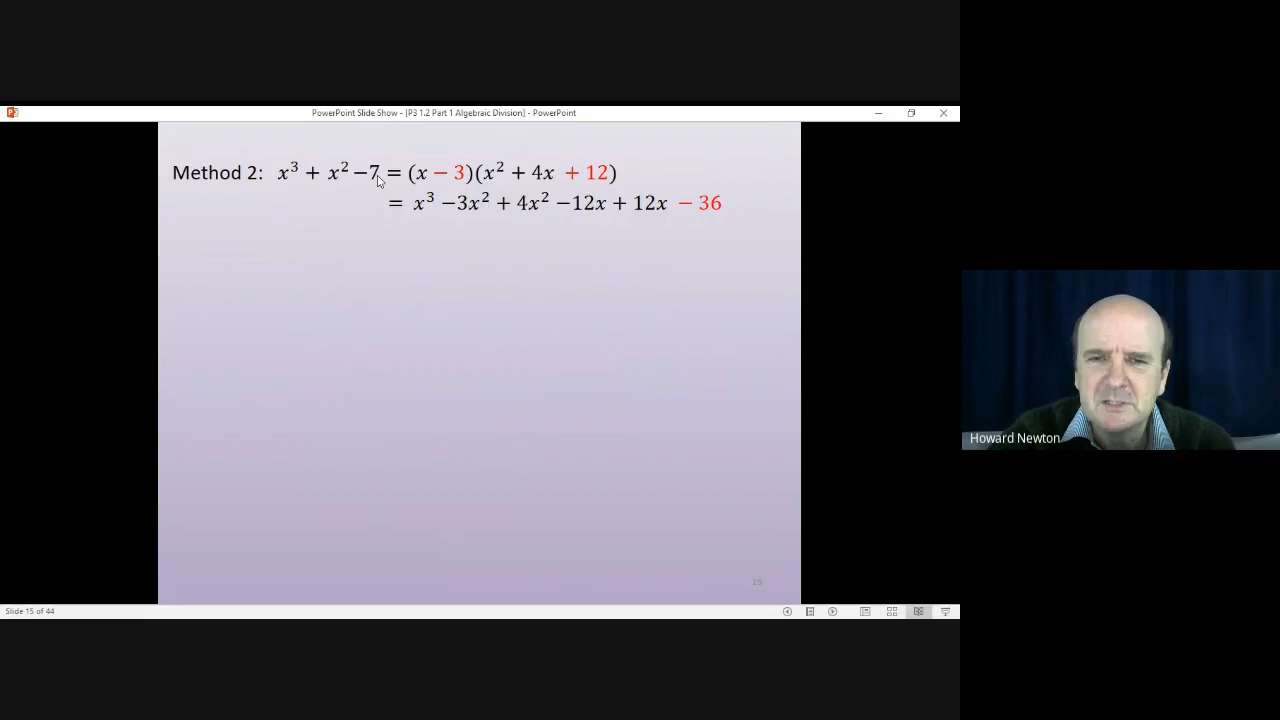 PowerPoint Slide Show - [P3 1.2 Part 1 Algebraic Division] - PowerPoint
Method 2: x³ + x² −7 = (x − 3)(x² + 4x + 12)
= x³ −3x² + 4x² −12x + 12x − 36
Howard Newton
15
Slide 15 of 44